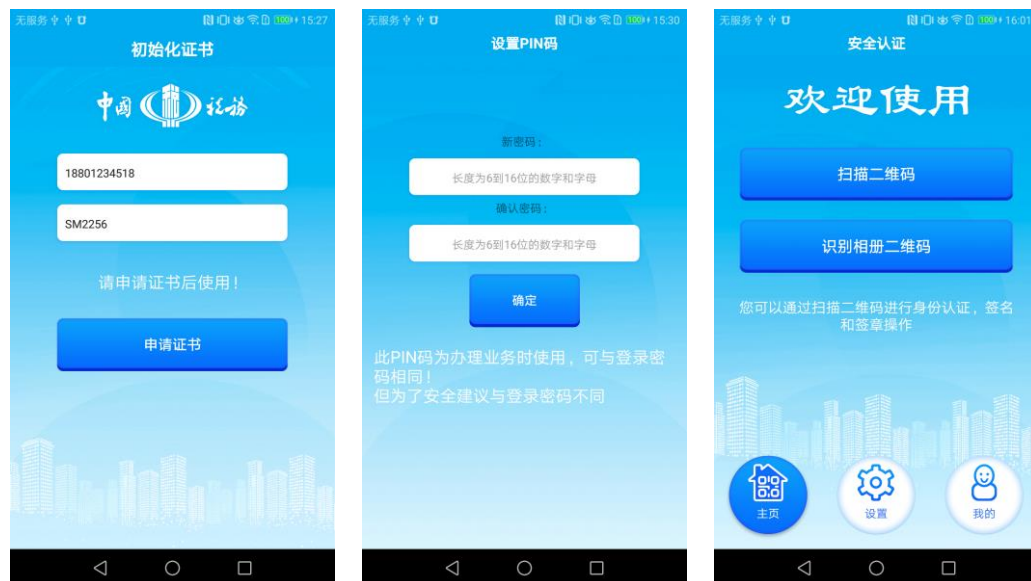 无服务 100% 15:27
初始化证书
中国税务
18801234518
SM2256
请申请证书后使用！
申请证书
无服务 100% 15:30
设置PIN码
新密码：
长度为6到16位的数字和字母
确认密码：
长度为6到16位的数字和字母
确定
此PIN码为办理业务时使用，可与登录密
码相同！
但为了安全建议与登录密码不同
无服务 100% 16:01
安全认证
欢迎使用
扫描二维码
识别相册二维码
您可以通过扫描二维码进行身份认证，签名
和签章操作
主页
设置
我的